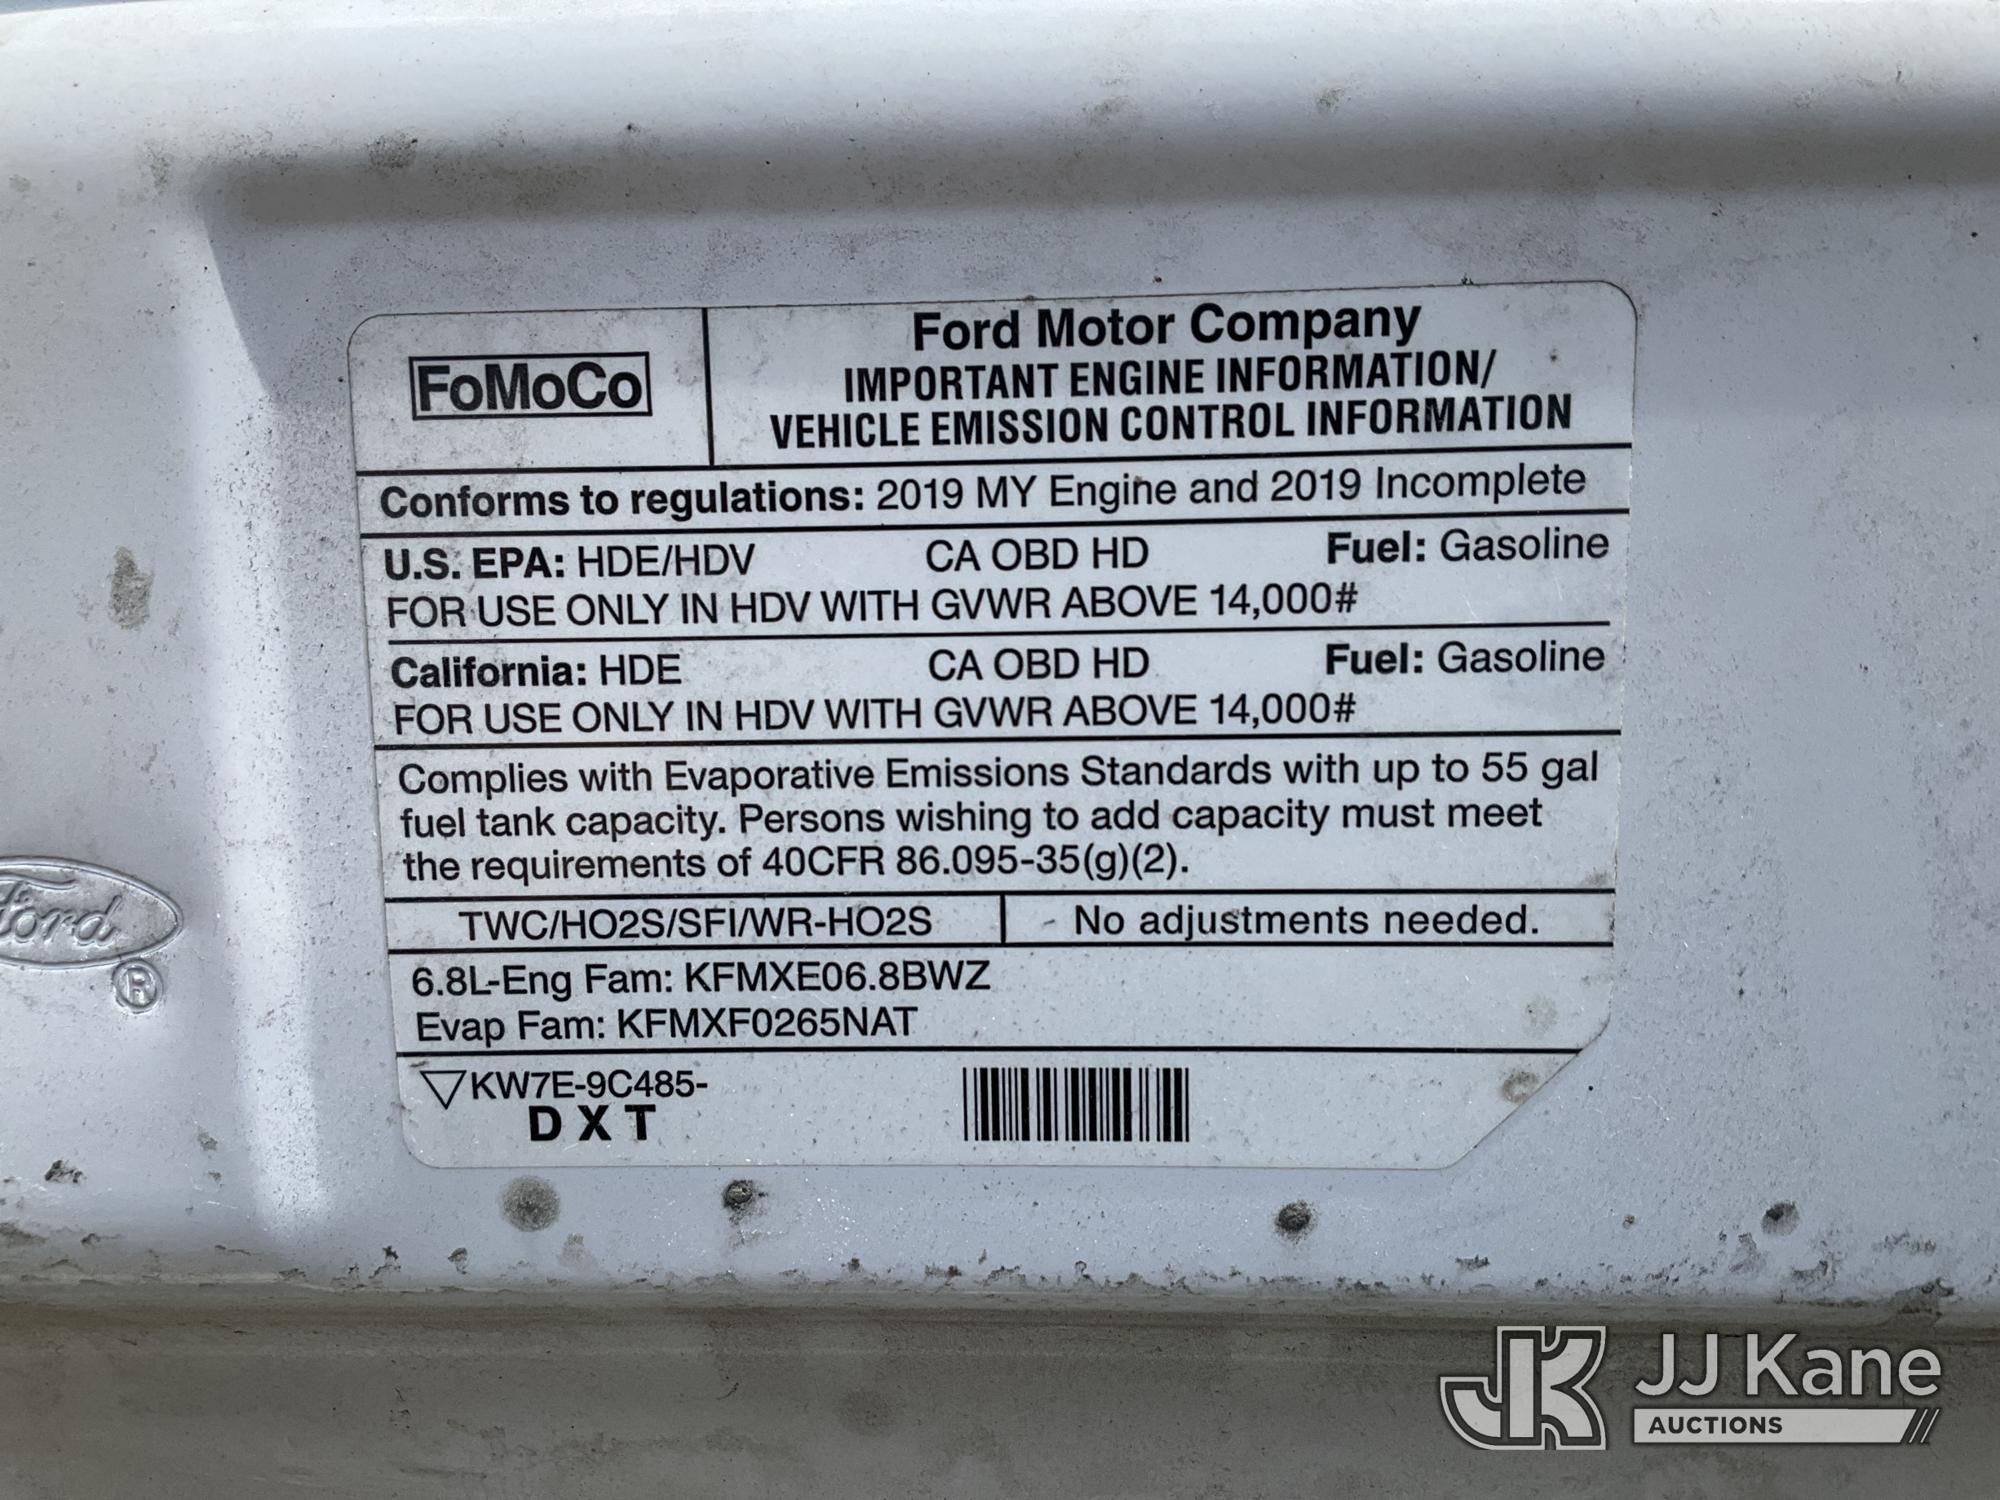 FoMoCo
Ford Motor Company
IMPORTANT ENGINE INFORMATION/
VEHICLE EMISSION CONTROL INFORMATION
Conforms to regulations: 2019 MY Engine and 2019 Incomplete
U.S. EPA: HDE/HDV CA OBD HD Fuel: Gasoline
FOR USE ONLY IN HDV WITH GVWR ABOVE 14,000#
California: HDE CA OBD HD Fuel: Gasoline
FOR USE ONLY IN HDV WITH GVWR ABOVE 14,000#
Complies with Evaporative Emissions Standards with up to 55 gal
fuel tank capacity. Persons wishing to add capacity must meet
the requirements of 40CFR 86.095-35(g)(2).
TWC/HO2S/SFI/WR-HO2S No adjustments needed.
6.8L-Eng Fam: KFMXE06.8BWZ
Evap Fam: KFMXF0265NAT
KW7E-9C485-
DXT
Ford
®
JK JJ Kane
AUCTIONS